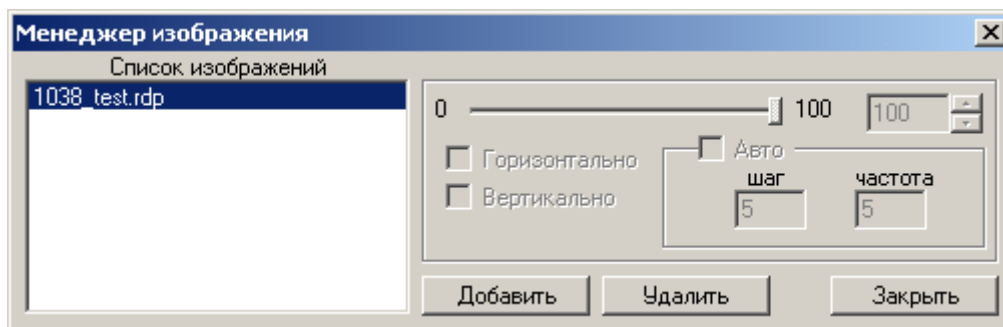 Менеджер изображения
Список изображений
1038_test.rdp
0
100
100
Горизонтально
Вертикально
Авто
шаг
частота
5
5
Добавить
Удалить
Закрыть